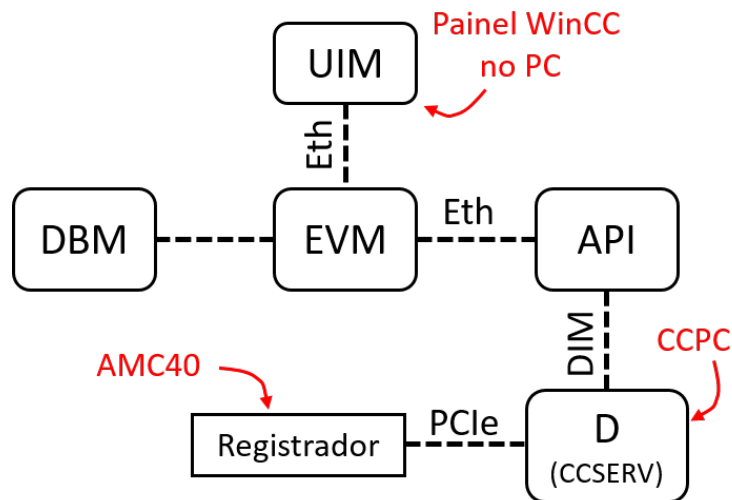 Painel WinCC
no PC
UIM
Eth
DBM
EVM
Eth
API
DIM
CCPC
AMC40
Registrador
PCIe
D
(CCSERV)